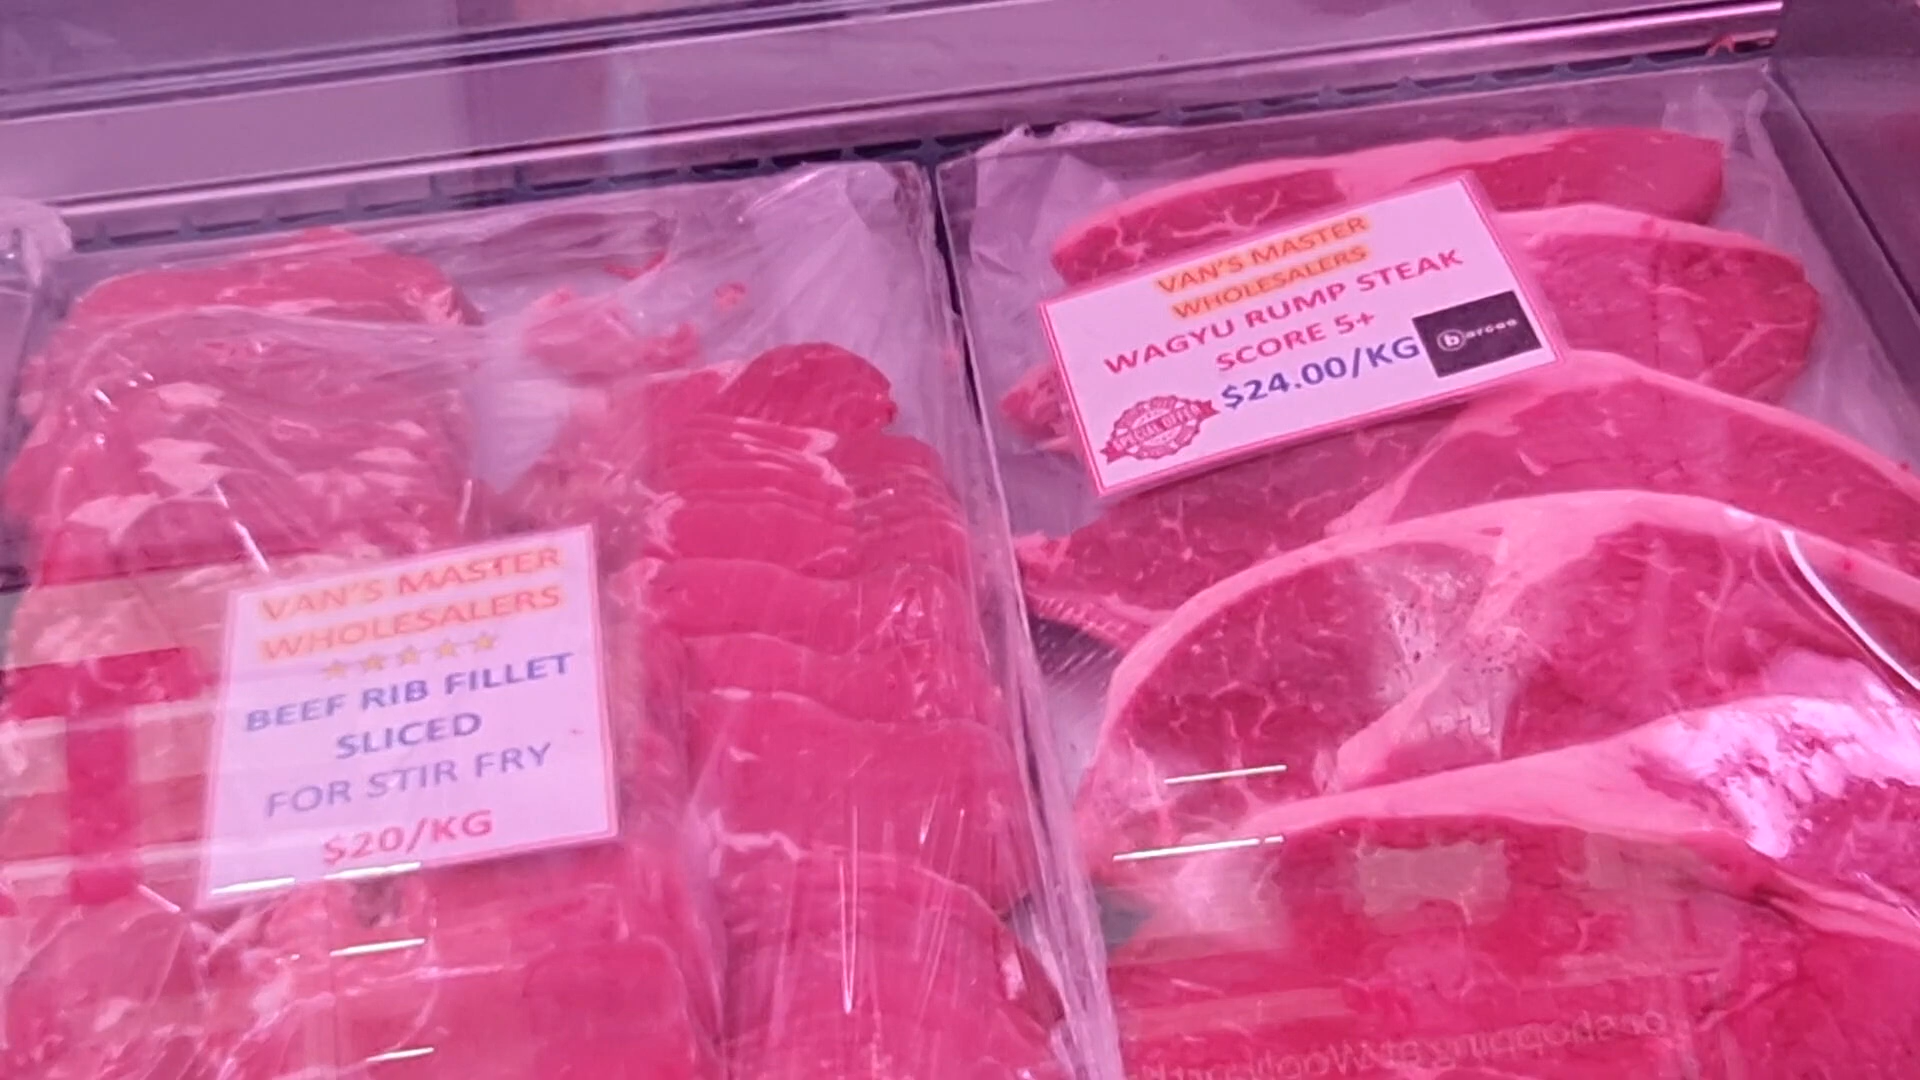 VAN'S MASTER
WHOLESALERS
BEEF RIB FILLET
SLICED
FOR STIR FRY
$20/KG
VAN'S MASTER
WHOLESALERS
WAGYU RUMP STEAK
SCORE 5+
$24.00/KG
barcoo
SPECIAL OFFER